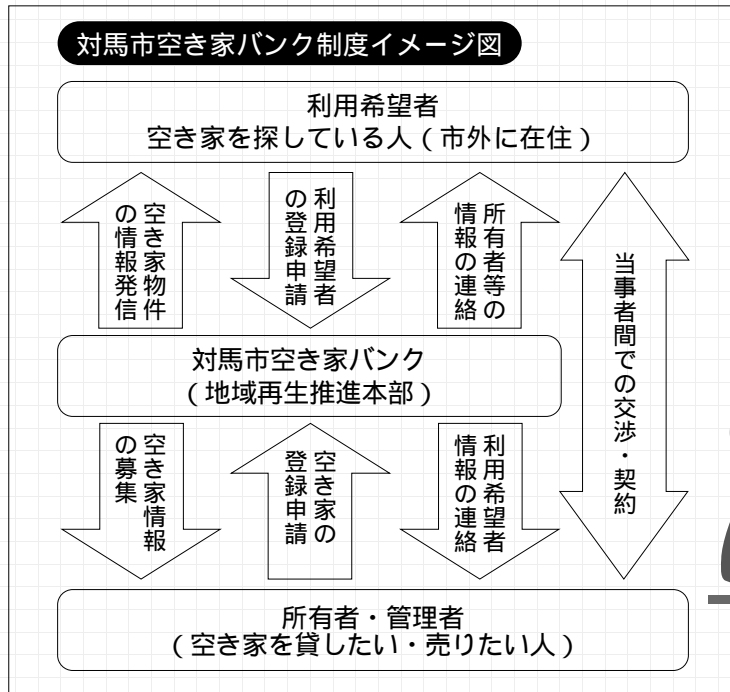 対馬市空き家バンク制度イメージ図
利用希望者
空き家を探している人（市外に在住）
空き家物件
の情報発信
利用希望者
の登録申請
所有者等の
情報の連絡
当事者間での交渉・契約
対馬市空き家バンク
（地域再生推進本部）
空き家情報
の募集
空き家の
登録申請
利用希望者
情報の連絡
所有者・管理者
（空き家を貸したい・売りたい人）